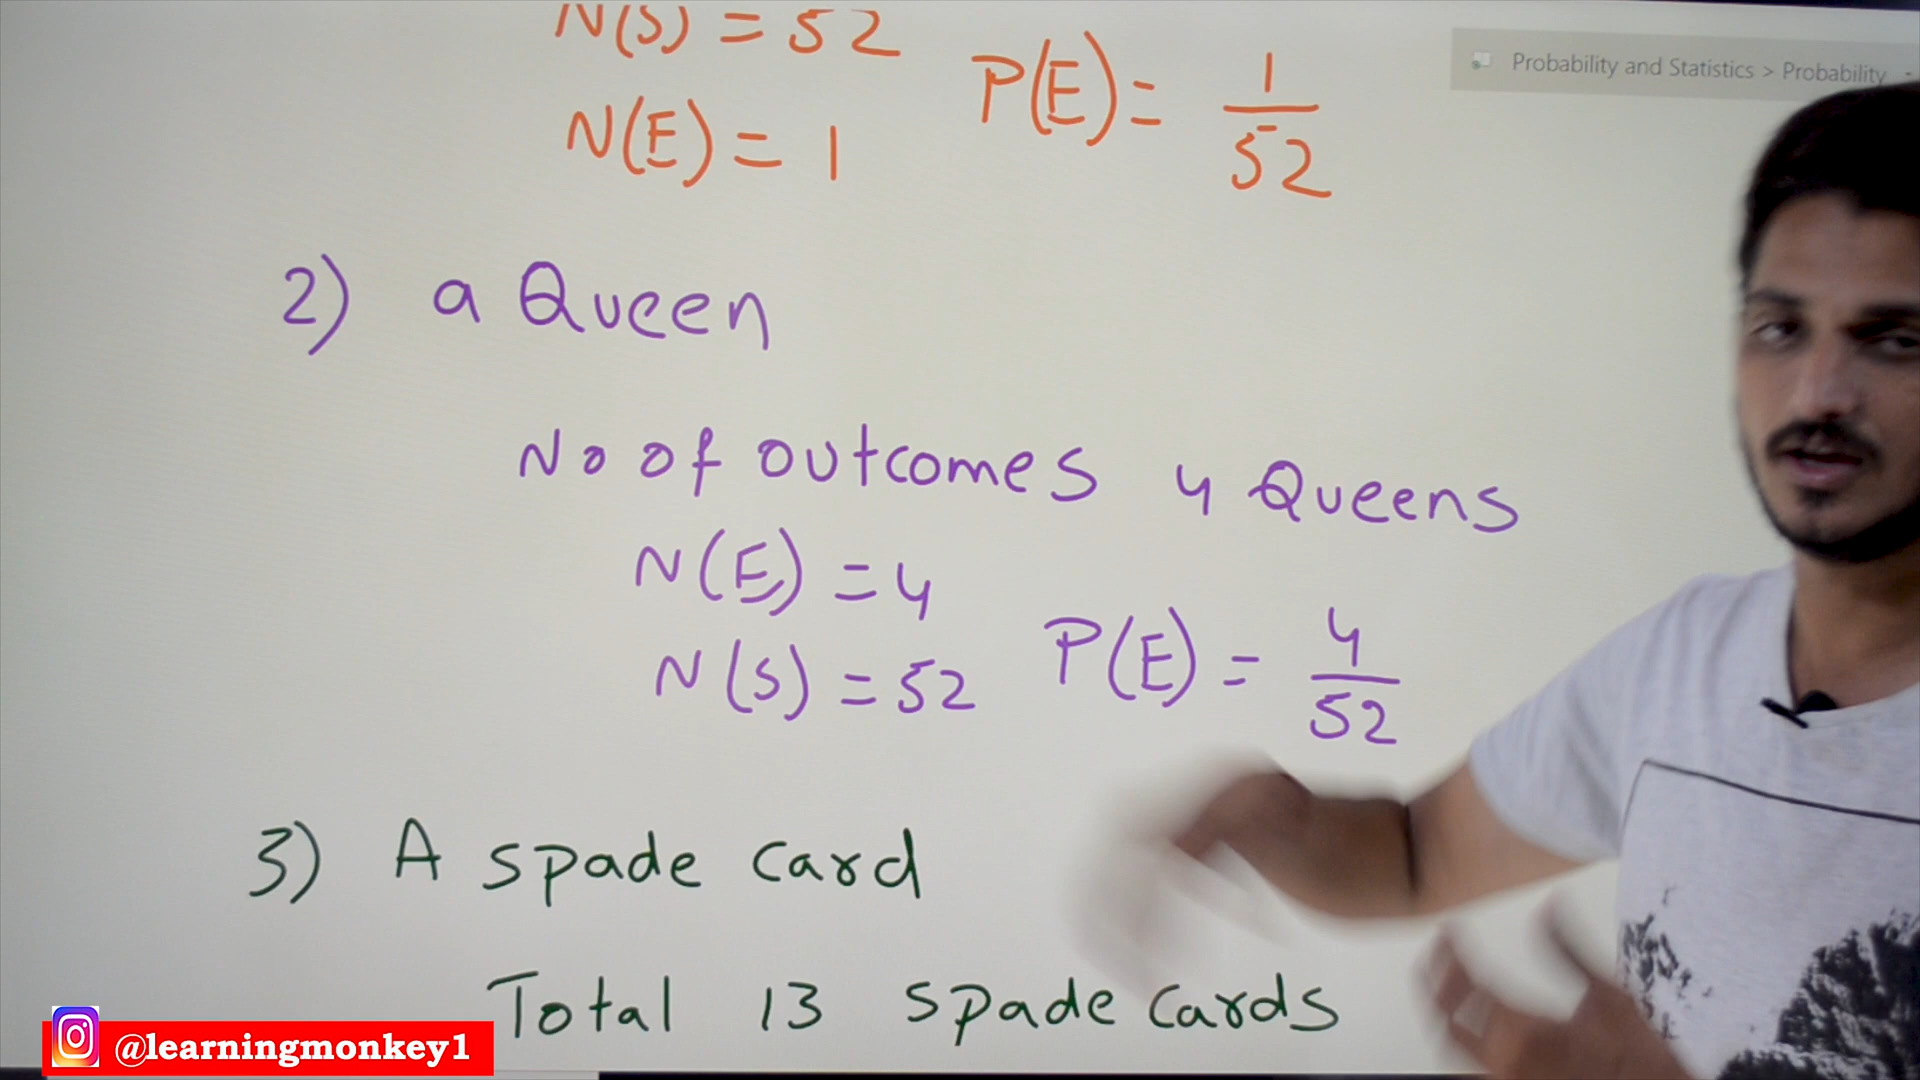 N(S) = 52
P(E) = 1/52
Probability and Statistics > Probability
N(E) = 1
2) a Queen
No of outcomes 4 Queens
N(E) = 4
N(S) = 52
P(E) = 4/52
3) A spade card
Total 13 spade cards
@learningmonkey1